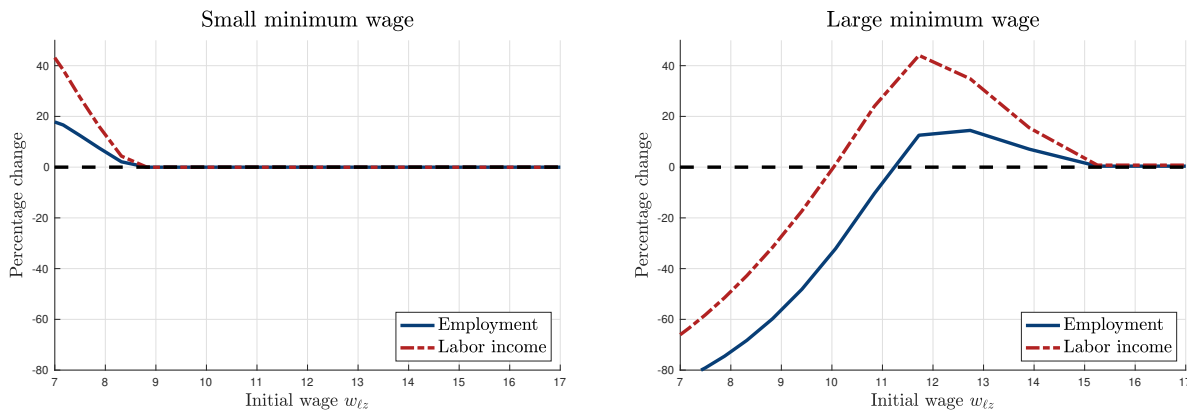 Small minimum wage
Percentage change
40
20
0
-20
-40
-60
-80
7 8 9 10 11 12 13 14 15 16 17
Initial wage wℓz
Employment
Labor income
Large minimum wage
Percentage change
40
20
0
-20
-40
-60
-80
7 8 9 10 11 12 13 14 15 16 17
Initial wage wℓz
Employment
Labor income